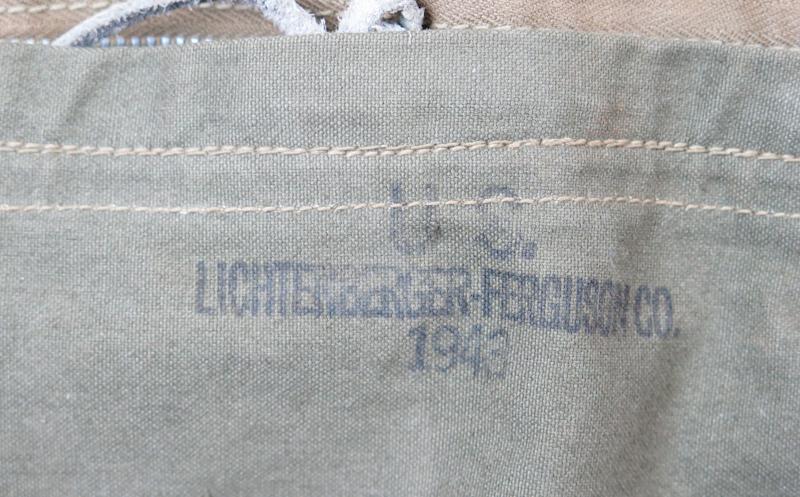 U S.
LICHTENBERGER-FERGUSON CO.
1943